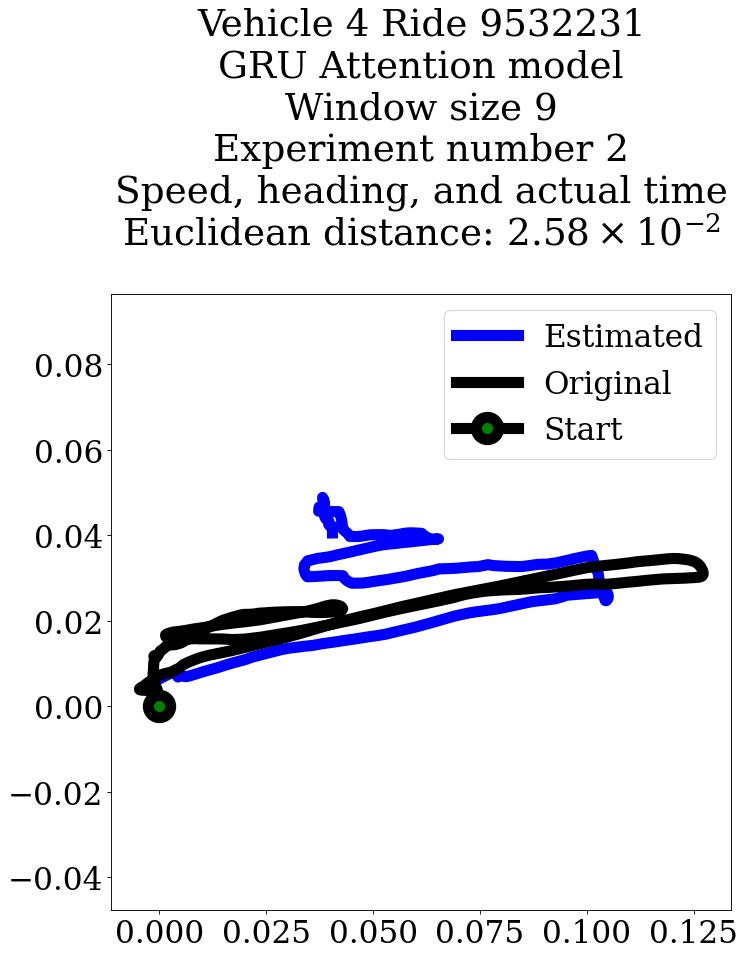 Vehicle 4 Ride 9532231
GRU Attention model
Window size 9
Experiment number 2
Speed, heading, and actual time
Euclidean distance: 2.58 × 10⁻²
Estimated
Original
Start
0.08
0.06
0.04
0.02
0.00
−0.02
−0.04
0.000 0.025 0.050 0.075 0.100 0.125